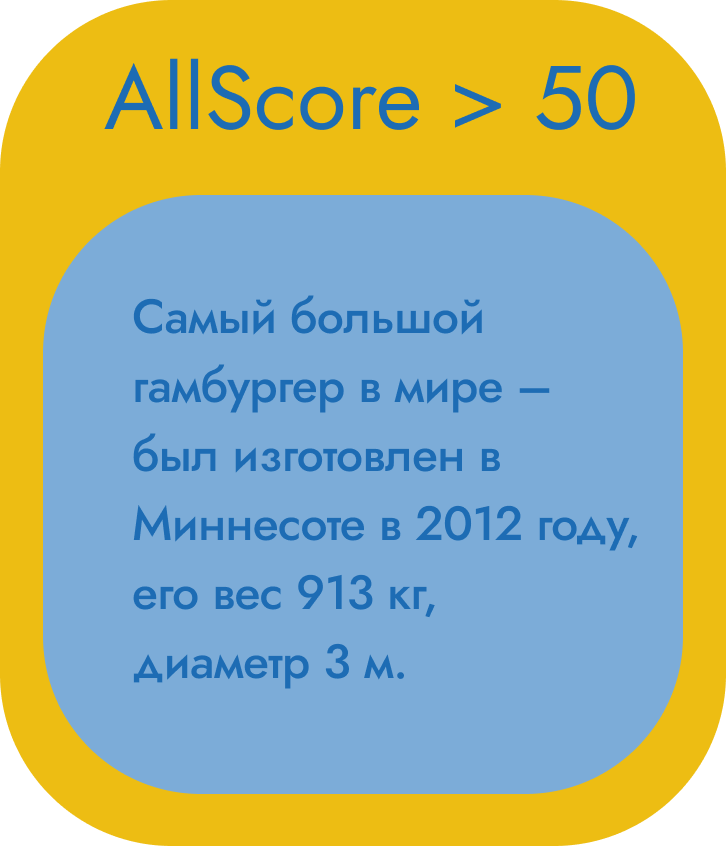 AllScore > 50
Самый большой
гамбургер в мире –
был изготовлен в
Миннесоте в 2012 году,
его вес 913 кг,
диаметр 3 м.